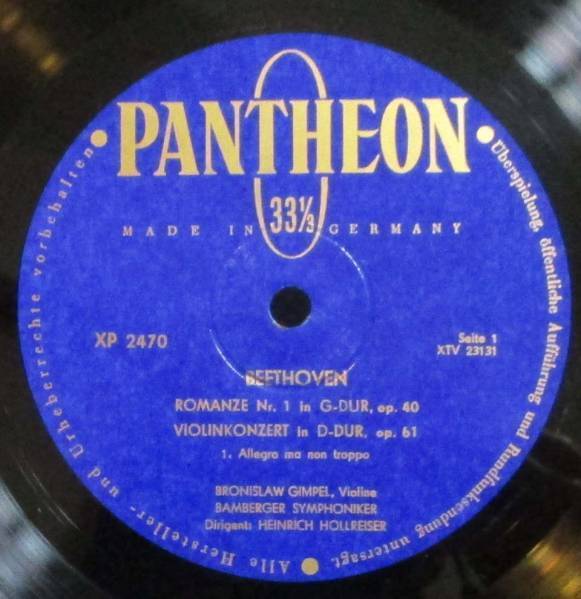 PANTHEON
33⅓
MADE IN GERMANY
XP 2470
Seite 1
XTV 23131
BEETHOVEN
ROMANZE Nr. 1 in G-DUR, op. 40
VIOLINKONZERT in D-DUR, op. 61
1. Allegro ma non troppo
BRONISLAW GIMPEL, Violine
BAMBERGER SYMPHONIKER
Dirigent: HEINRICH HOLLREISER
• Alle Hersteller- und Urheberrechte vorbehalten • Überspielung, öffentliche Aufführung und Rundfunksendung untersagt.